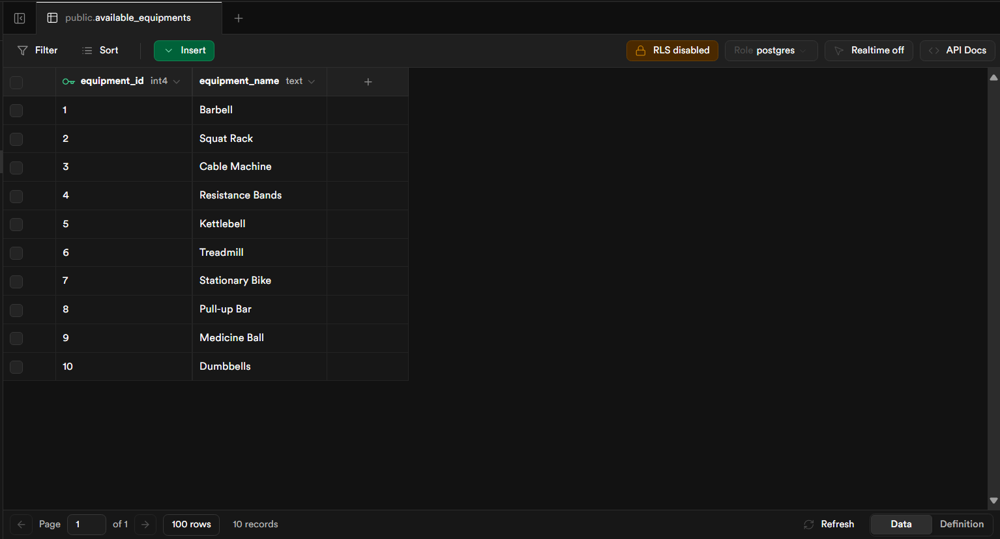 public.available_equipments
Filter Sort Insert RLS disabled Role postgres Realtime off API Docs
equipment_id int4 equipment_name text
1 Barbell
2 Squat Rack
3 Cable Machine
4 Resistance Bands
5 Kettlebell
6 Treadmill
7 Stationary Bike
8 Pull-up Bar
9 Medicine Ball
10 Dumbbells
Page 1 of 1 100 rows 10 records Refresh Data Definition